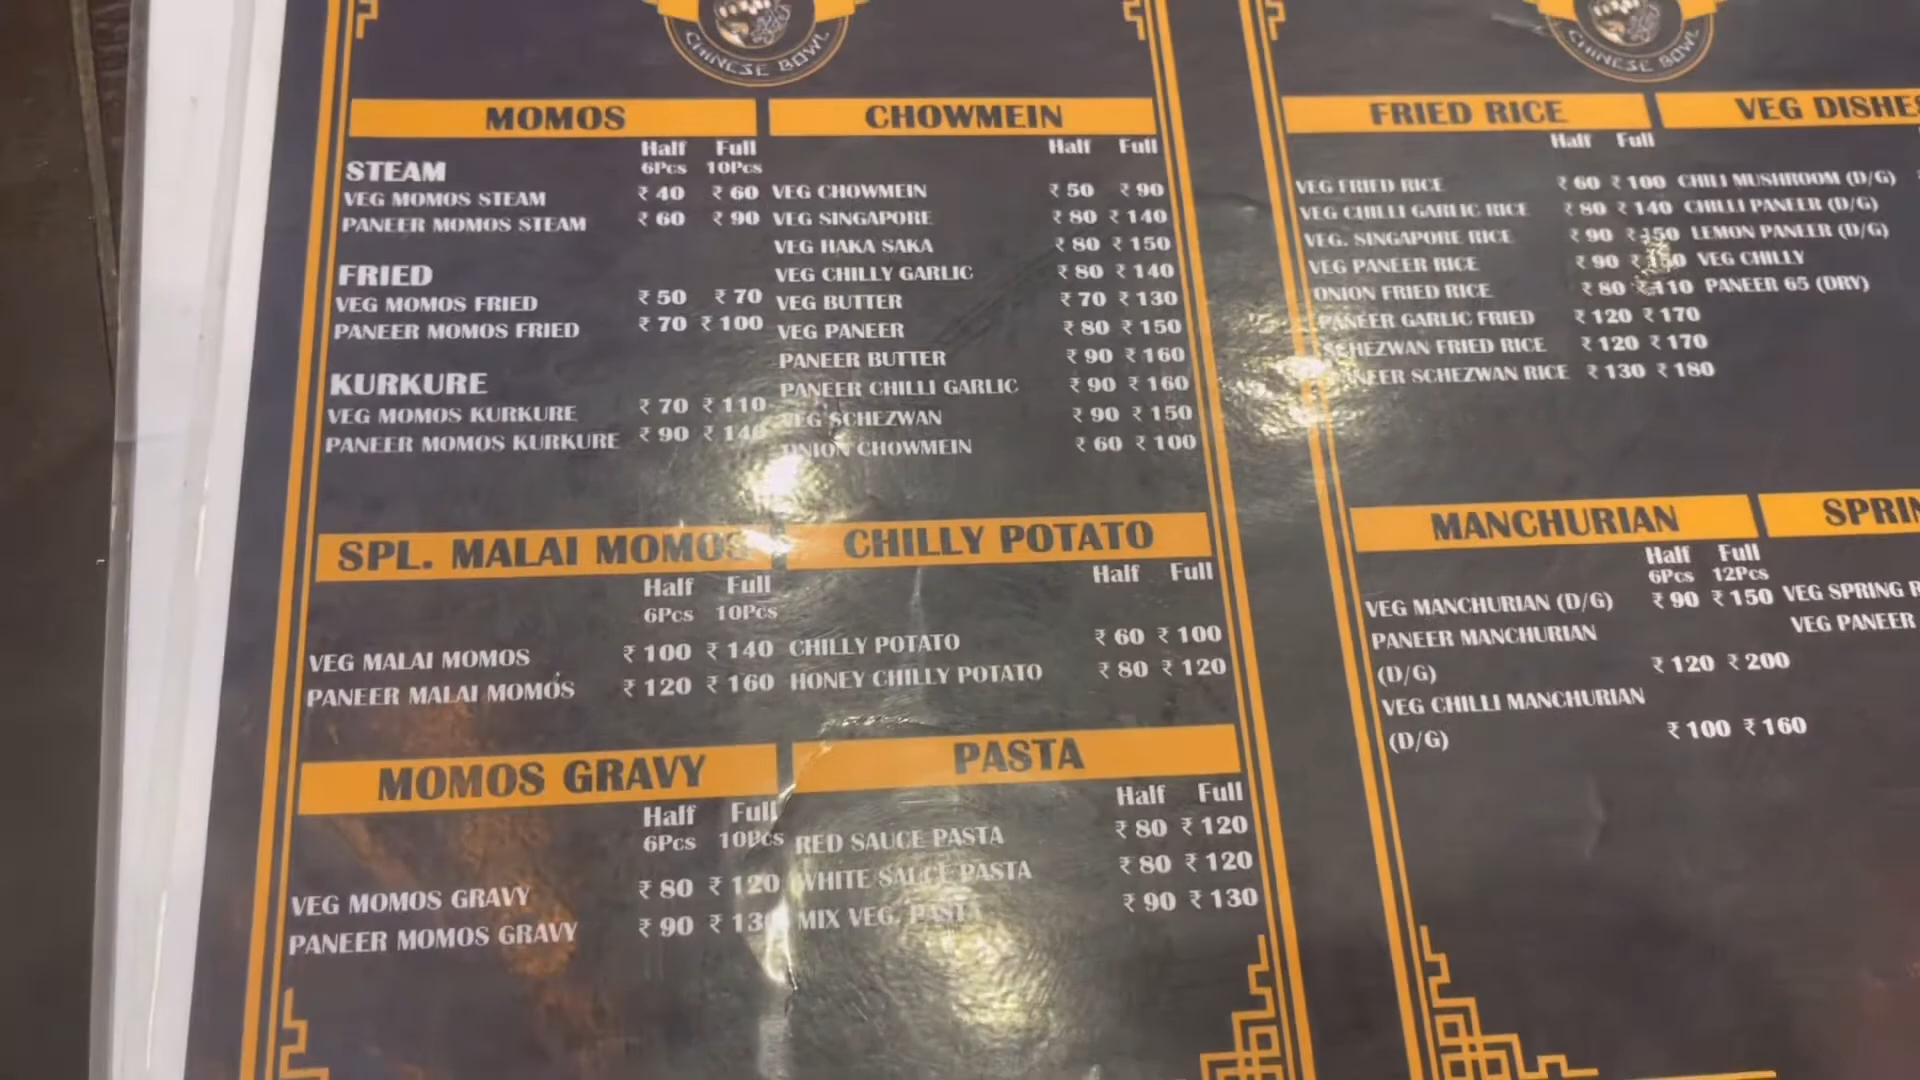 CHINESE BOWL
MOMOS
Half Full
6Pcs 10Pcs
STEAM
VEG MOMOS STEAM ₹ 40 ₹ 60
PANEER MOMOS STEAM ₹ 60 ₹ 90
FRIED
VEG MOMOS FRIED ₹ 50 ₹ 70
PANEER MOMOS FRIED ₹ 70 ₹ 100
KURKURE
VEG MOMOS KURKURE ₹ 70 ₹ 110
PANEER MOMOS KURKURE ₹ 90 ₹ 140
CHOWMEIN
Half Full
VEG CHOWMEIN ₹ 50 ₹ 90
VEG SINGAPORE ₹ 80 ₹ 140
VEG HAKA SAKA ₹ 80 ₹ 150
VEG CHILLY GARLIC ₹ 80 ₹ 140
VEG BUTTER ₹ 70 ₹ 130
VEG PANEER ₹ 80 ₹ 150
PANEER BUTTER ₹ 90 ₹ 160
PANEER CHILLI GARLIC ₹ 90 ₹ 160
VEG SCHEZWAN ₹ 90 ₹ 150
ONION CHOWMEIN ₹ 60 ₹ 100
SPL. MALAI MOMOS
Half Full
6Pcs 10Pcs
VEG MALAI MOMOS ₹ 100 ₹ 140
PANEER MALAI MOMOS ₹ 120 ₹ 160
CHILLY POTATO
Half Full
CHILLY POTATO ₹ 60 ₹ 100
HONEY CHILLY POTATO ₹ 80 ₹ 120
MOMOS GRAVY
Half Full
6Pcs 10Pcs
VEG MOMOS GRAVY ₹ 80 ₹ 120
PANEER MOMOS GRAVY ₹ 90 ₹ 130
PASTA
Half Full
RED SAUCE PASTA ₹ 80 ₹ 120
WHITE SAUCE PASTA ₹ 80 ₹ 120
MIX VEG. PASTA ₹ 90 ₹ 130
CHINESE BOWL
FRIED RICE
Half Full
VEG FRIED RICE ₹ 60 ₹ 100
VEG CHILLI GARLIC RICE ₹ 80 ₹ 140
VEG. SINGAPORE RICE ₹ 90 ₹ 150
VEG PANEER RICE ₹ 90
ONION FRIED RICE ₹ 80 ₹ 110
PANEER GARLIC FRIED ₹ 120 ₹ 170
SCHEZWAN FRIED RICE ₹ 120 ₹ 170
PANEER SCHEZWAN RICE ₹ 130 ₹ 180
VEG DISHES
CHILI MUSHROOM (D/G)
CHILLI PANEER (D/G)
LEMON PANEER (D/G)
VEG CHILLY
PANEER 65 (DRY)
MANCHURIAN
Half Full
6Pcs 12Pcs
VEG MANCHURIAN (D/G) ₹ 90 ₹ 150
PANEER MANCHURIAN
(D/G) ₹ 120 ₹ 200
VEG CHILLI MANCHURIAN
(D/G) ₹ 100 ₹ 160
SPRIN
VEG SPRING R
VEG PANEER